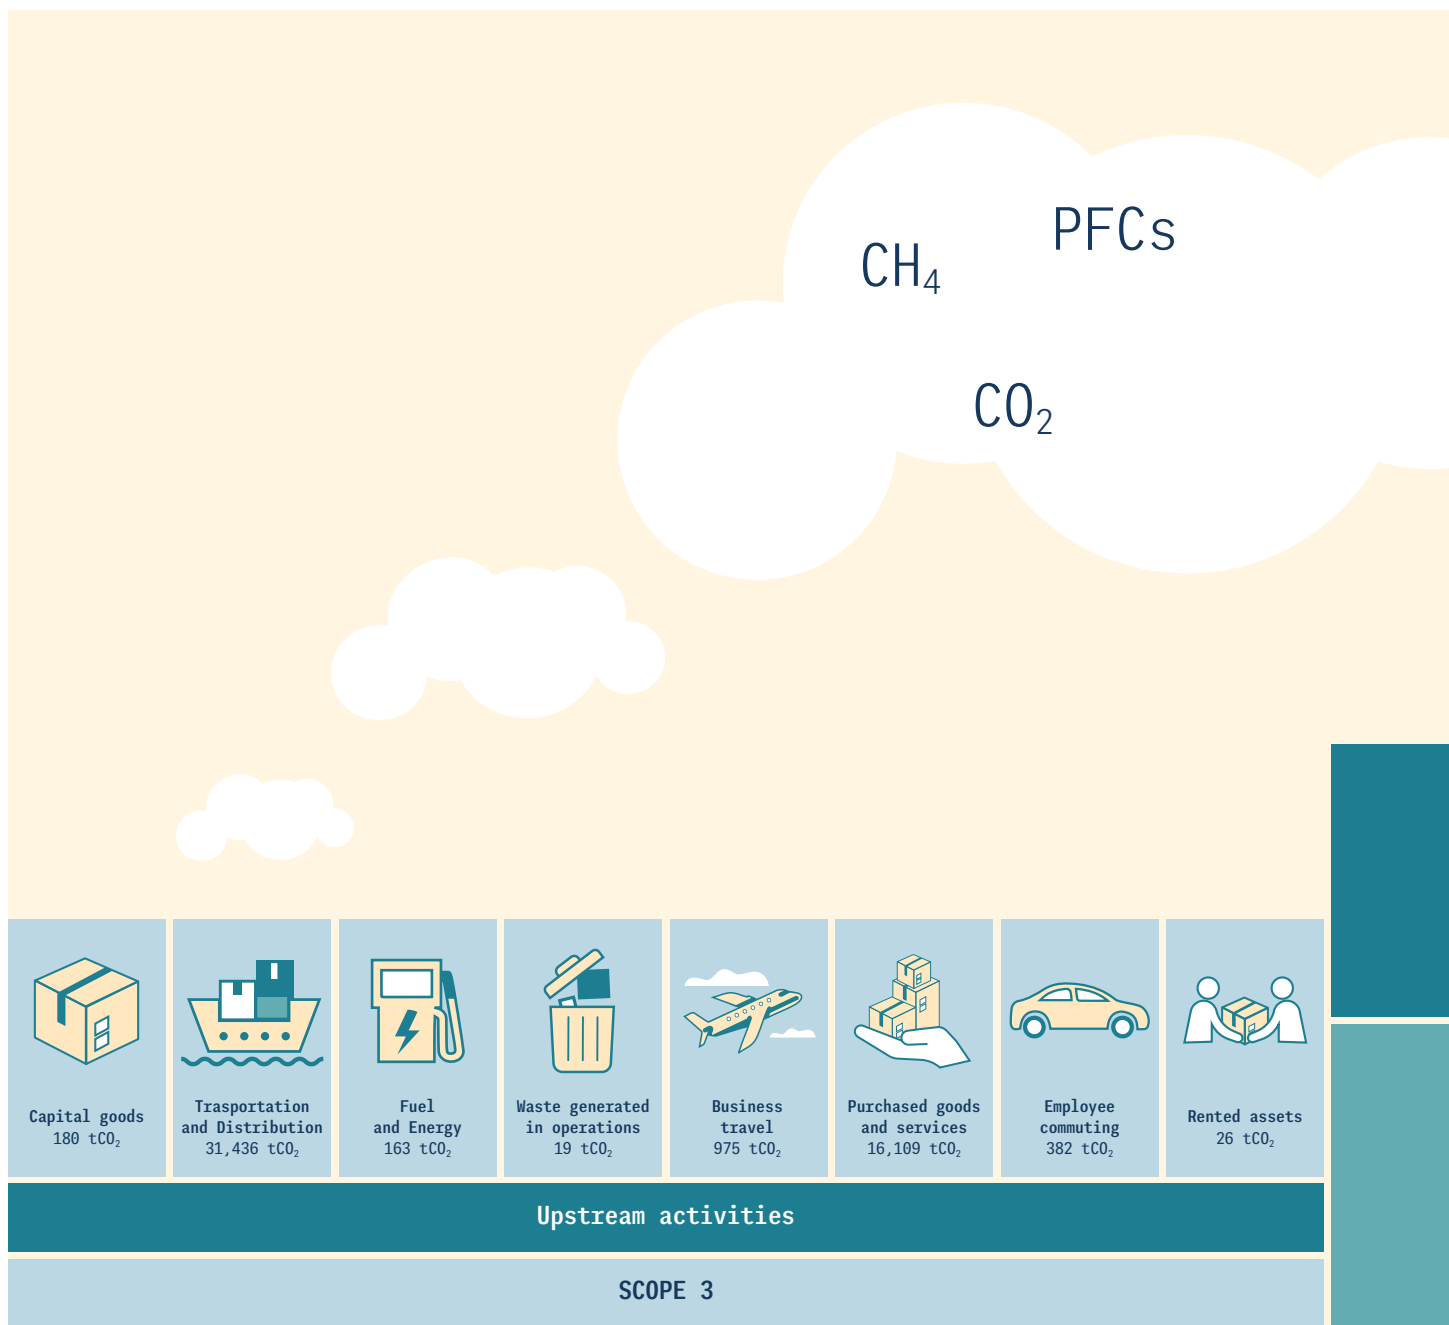 PFCs
CH₄
CO₂
Capital goods
180 tCO₂
Trasportation
and Distribution
31,436 tCO₂
Fuel
and Energy
163 tCO₂
Waste generated
in operations
19 tCO₂
Business
travel
975 tCO₂
Purchased goods
and services
16,109 tCO₂
Employee
commuting
382 tCO₂
Rented assets
26 tCO₂
Upstream activities
SCOPE 3